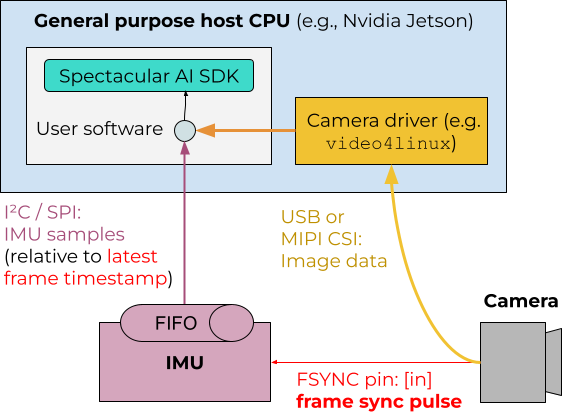 General purpose host CPU (e.g., Nvidia Jetson)
Spectacular AI SDK
User software
Camera driver (e.g.
video4linux)
I²C / SPI:
IMU samples
(relative to latest
frame timestamp)
USB or
MIPI CSI:
Image data
Camera
FIFO
IMU
FSYNC pin: [in]
frame sync pulse